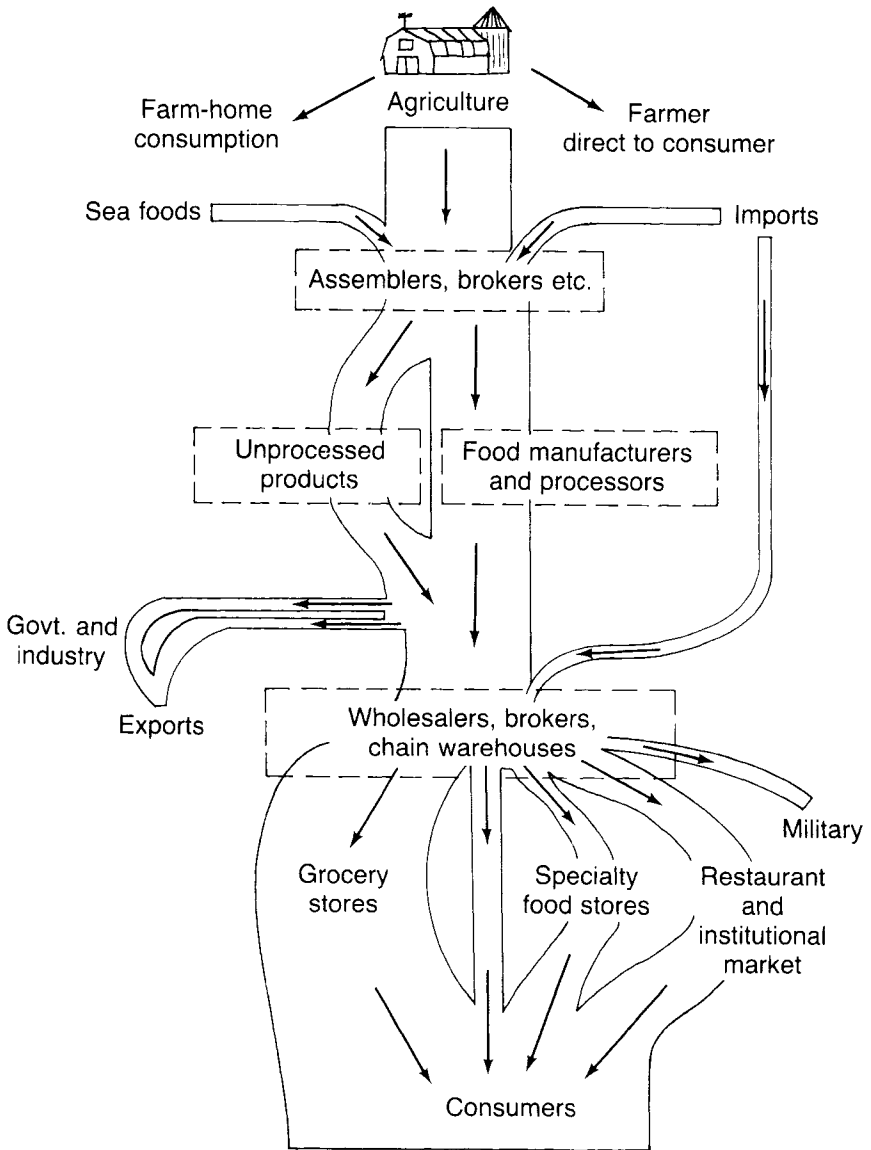 Agriculture
Farm-home
consumption
Farmer
direct to consumer
Sea foods
Imports
Assemblers, brokers etc.
Unprocessed
products
Food manufacturers
and processors
Govt. and
industry
Exports
Wholesalers, brokers,
chain warehouses
Military
Grocery
stores
Specialty
food stores
Restaurant
and
institutional
market
Consumers